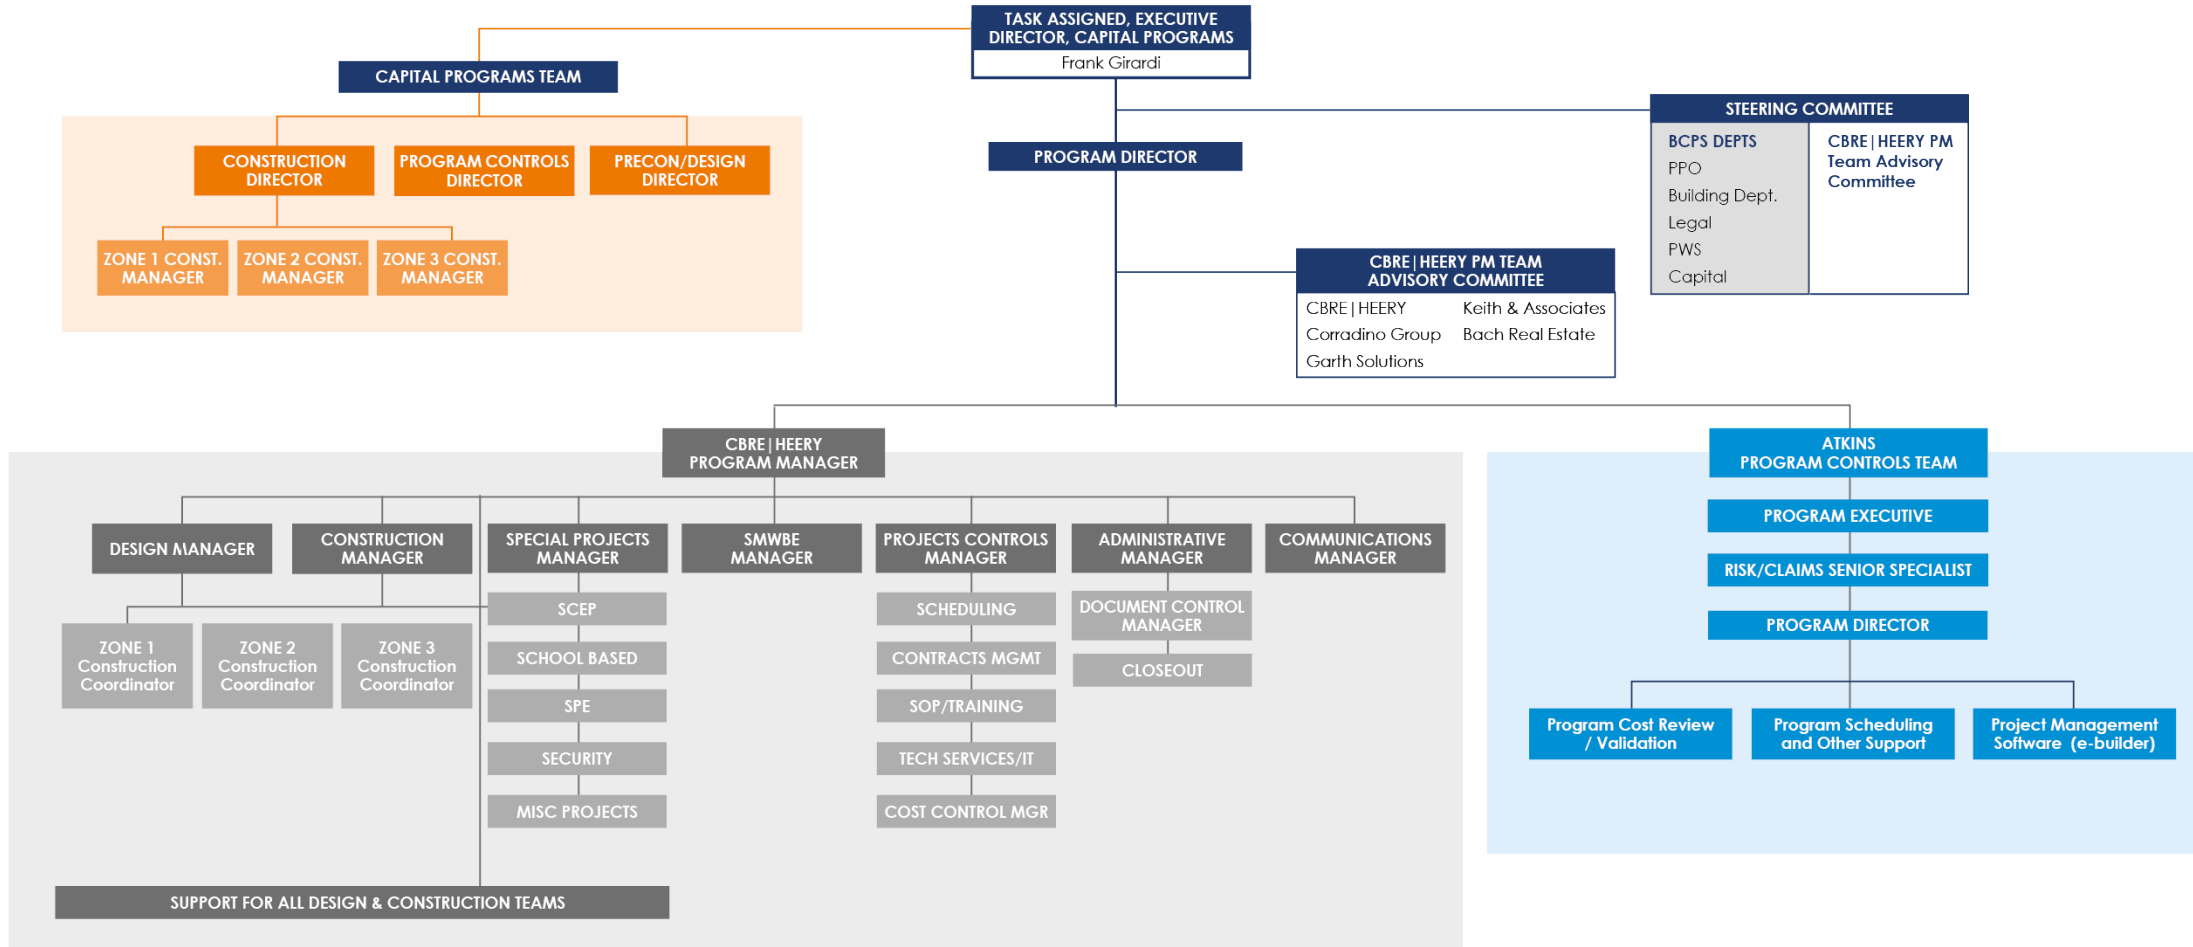 TASK ASSIGNED, EXECUTIVE
DIRECTOR, CAPITAL PROGRAMS
Frank Girardi
CAPITAL PROGRAMS TEAM
CONSTRUCTION
DIRECTOR
PROGRAM CONTROLS
DIRECTOR
PRECON/DESIGN
DIRECTOR
ZONE 1 CONST.
MANAGER
ZONE 2 CONST.
MANAGER
ZONE 3 CONST.
MANAGER
PROGRAM DIRECTOR
STEERING COMMITTEE
BCPS DEPTS
PPO
Building Dept.
Legal
PWS
Capital
CBRE|HEERY PM
Team Advisory
Committee
CBRE|HEERY PM TEAM
ADVISORY COMMITTEE
CBRE|HEERY
Corradino Group
Garth Solutions
Keith & Associates
Bach Real Estate
CBRE|HEERY
PROGRAM MANAGER
DESIGN MANAGER
CONSTRUCTION
MANAGER
SPECIAL PROJECTS
MANAGER
SMWBE
MANAGER
PROJECTS CONTROLS
MANAGER
ADMINISTRATIVE
MANAGER
COMMUNICATIONS
MANAGER
ZONE 1
Construction
Coordinator
ZONE 2
Construction
Coordinator
ZONE 3
Construction
Coordinator
SCEP
SCHOOL BASED
SPE
SECURITY
MISC PROJECTS
SCHEDULING
CONTRACTS MGMT
SOP/TRAINING
TECH SERVICES/IT
COST CONTROL MGR
DOCUMENT CONTROL
MANAGER
CLOSEOUT
SUPPORT FOR ALL DESIGN & CONSTRUCTION TEAMS
ATKINS
PROGRAM CONTROLS TEAM
PROGRAM EXECUTIVE
RISK/CLAIMS SENIOR SPECIALIST
PROGRAM DIRECTOR
Program Cost Review
/ Validation
Program Scheduling
and Other Support
Project Management
Software (e-builder)